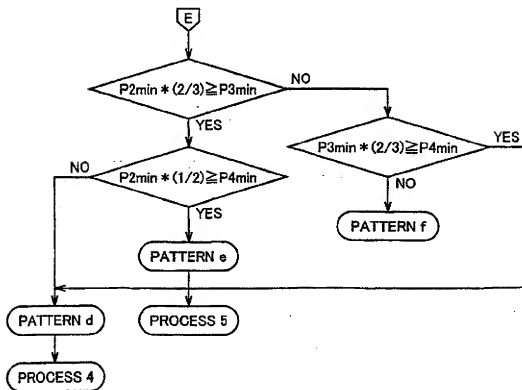 E
P2min*(2/3)≧P3min
NO
YES
P3min*(2/3)≧P4min
YES
NO
P2min*(1/2)≧P4min
NO
YES
PATTERN f
PATTERN e
PATTERN d
PROCESS 5
PROCESS 4